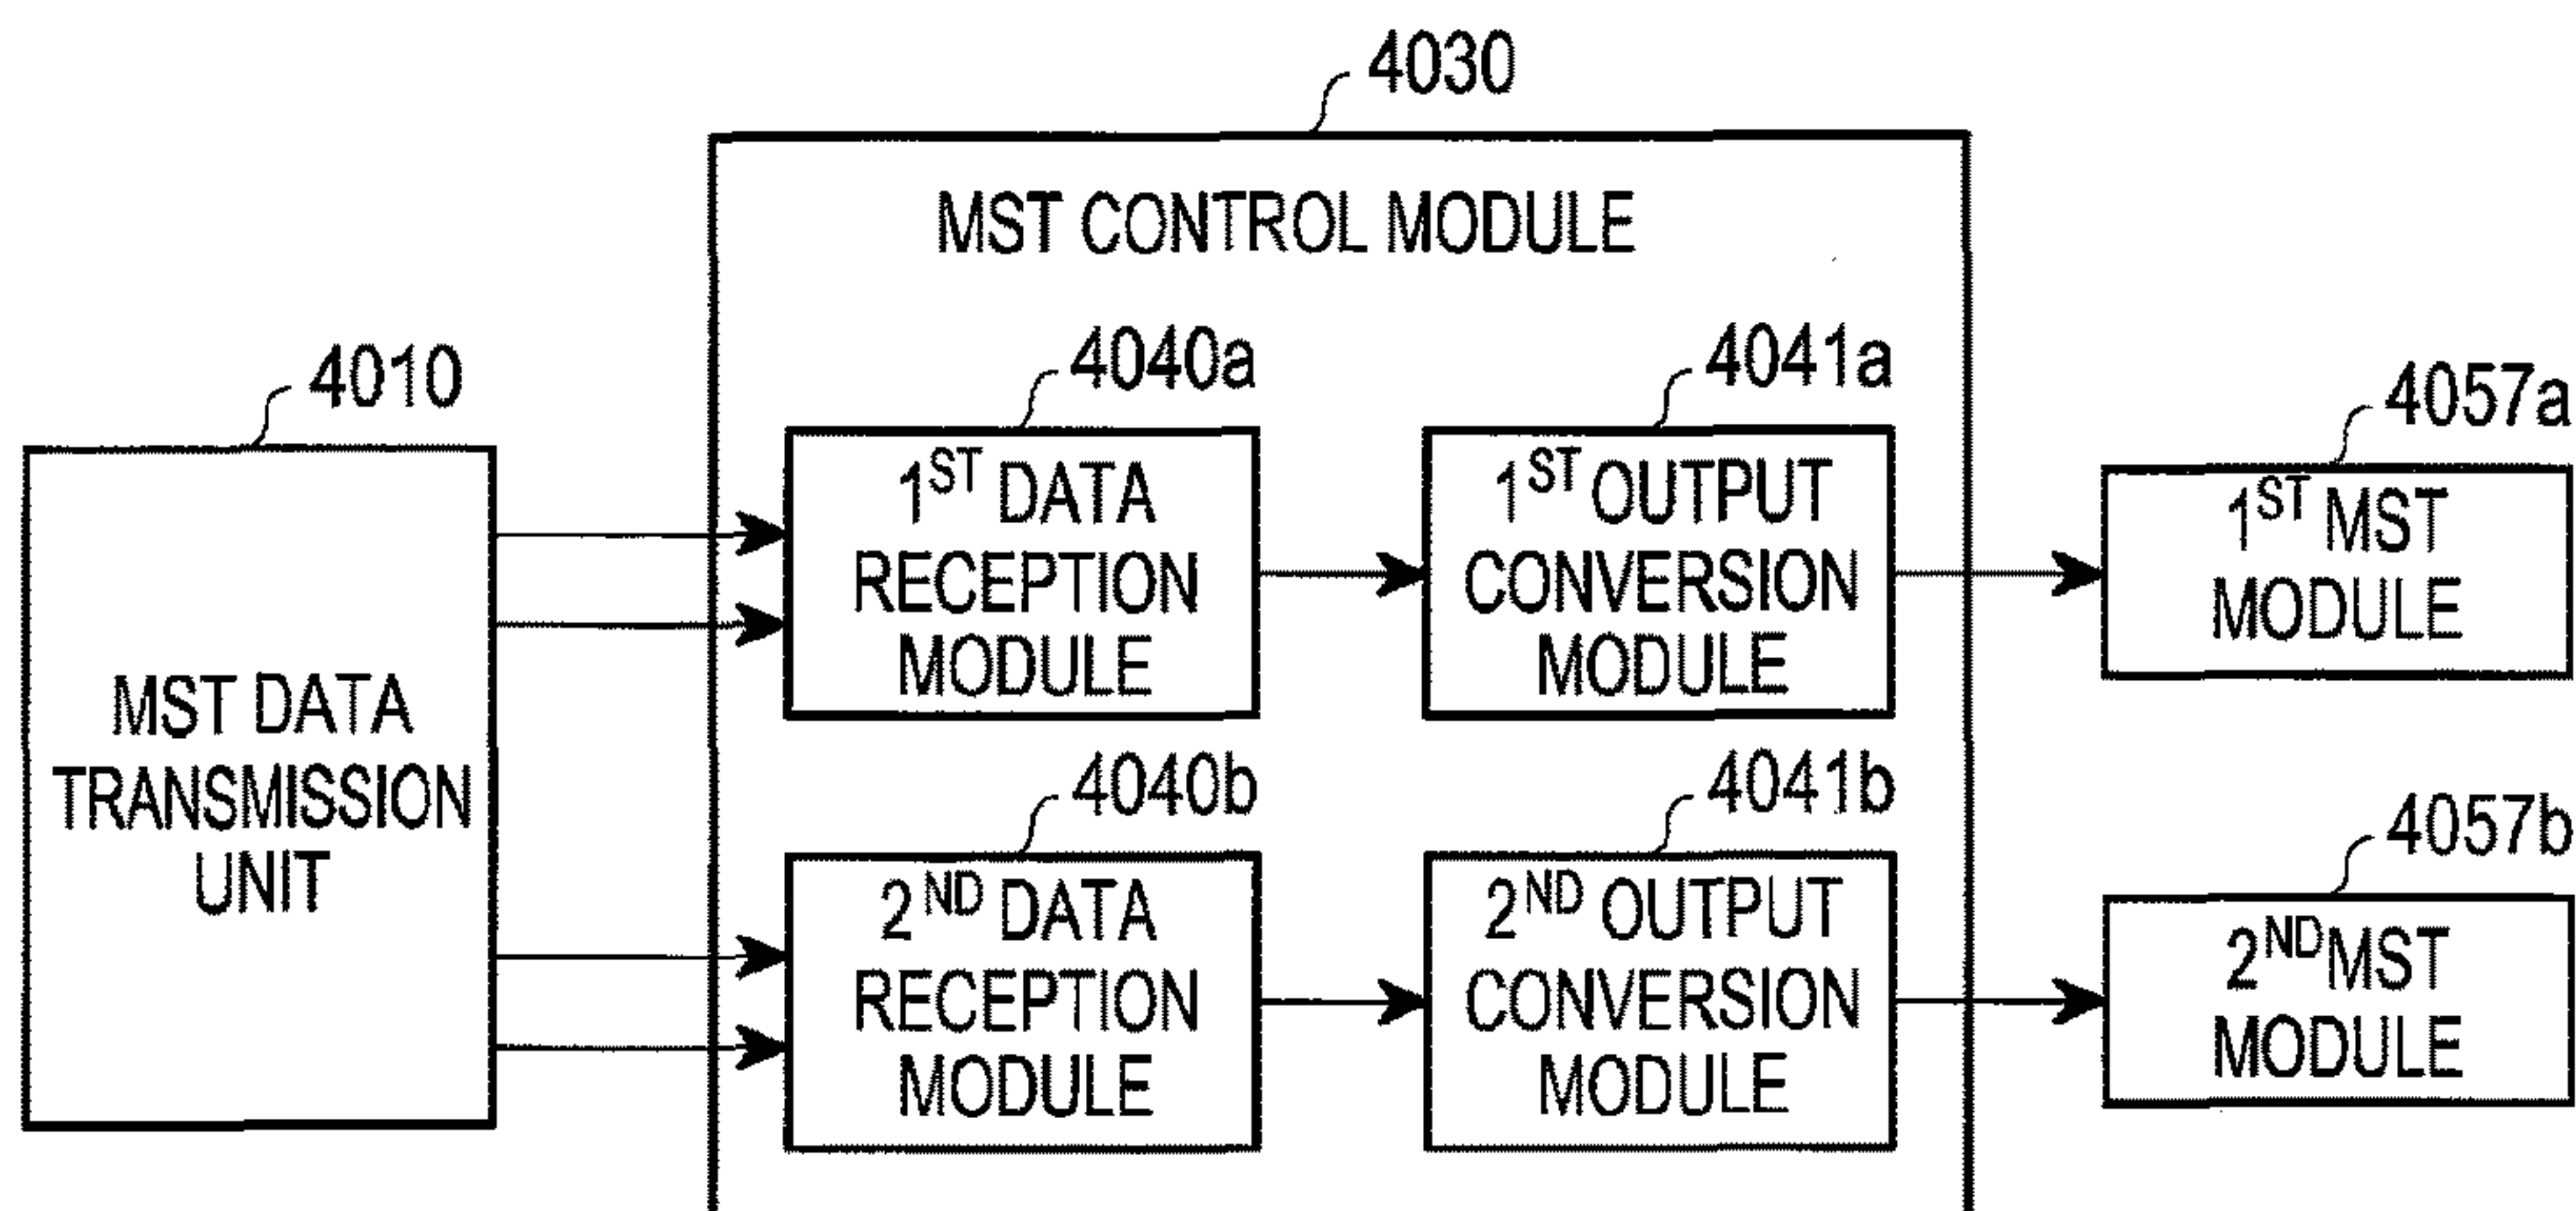 4030
MST CONTROL MODULE
4010
MST DATA
TRANSMISSION
UNIT
4040a
1ST DATA
RECEPTION
MODULE
4041a
1ST OUTPUT
CONVERSION
MODULE
4057a
1ST MST
MODULE
4040b
2ND DATA
RECEPTION
MODULE
4041b
2ND OUTPUT
CONVERSION
MODULE
4057b
2ND MST
MODULE